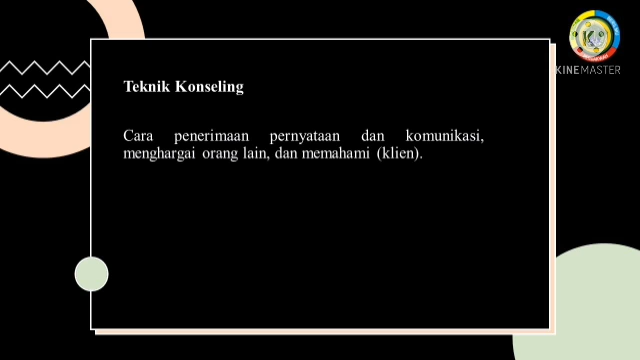 Teknik Konseling
Cara penerimaan pernyataan dan komunikasi,
menghargai orang lain, dan memahami (klien).
KINEMASTER